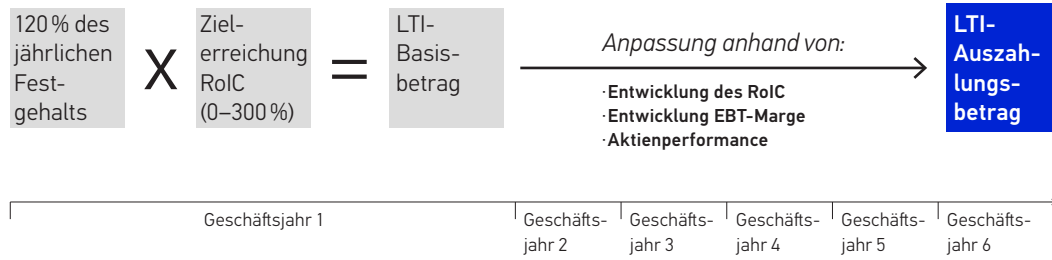 120 % des
jährlichen
Fest-
gehalts
X
Ziel-
erreichung
RoIC
(0–300 %)
=
LTI-
Basis-
betrag
Anpassung anhand von:
·Entwicklung des RoIC
·Entwicklung EBT-Marge
·Aktienperformance
LTI-
Auszah-
lungs-
betrag
Geschäftsjahr 1
Geschäfts-
jahr 2
Geschäfts-
jahr 3
Geschäfts-
jahr 4
Geschäfts-
jahr 5
Geschäfts-
jahr 6